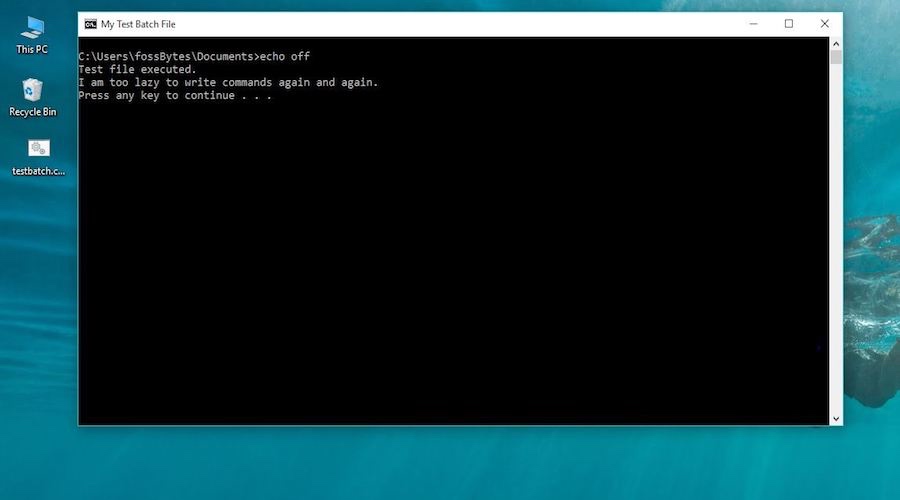 My Test Batch File
C:\Users\fossBytes\Documents>echo off
Test file executed.
I am too lazy to write commands again and again.
Press any key to continue . . .
This PC
Recycle Bin
testbatch.c...